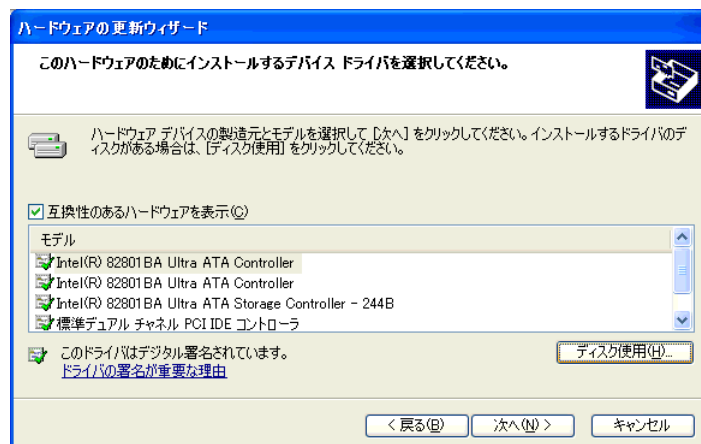 ハードウェアの更新ウィザード
このハードウェアのためにインストールするデバイス ドライバを選択してください。
ハードウェア デバイスの製造元とモデルを選択して [次へ] をクリックしてください。インストールするドライバのデ
ィスクがある場合は、[ディスク使用] をクリックしてください。
互換性のあるハードウェアを表示(C)
モデル
Intel(R) 82801BA Ultra ATA Controller
Intel(R) 82801BA Ultra ATA Controller
Intel(R) 82801BA Ultra ATA Storage Controller - 244B
標準デュアル チャネル PCI IDE コントローラ
このドライバはデジタル署名されています。
ディスク使用(H)...
ドライバの署名が重要な理由
< 戻る(B)
次へ(N) >
キャンセル